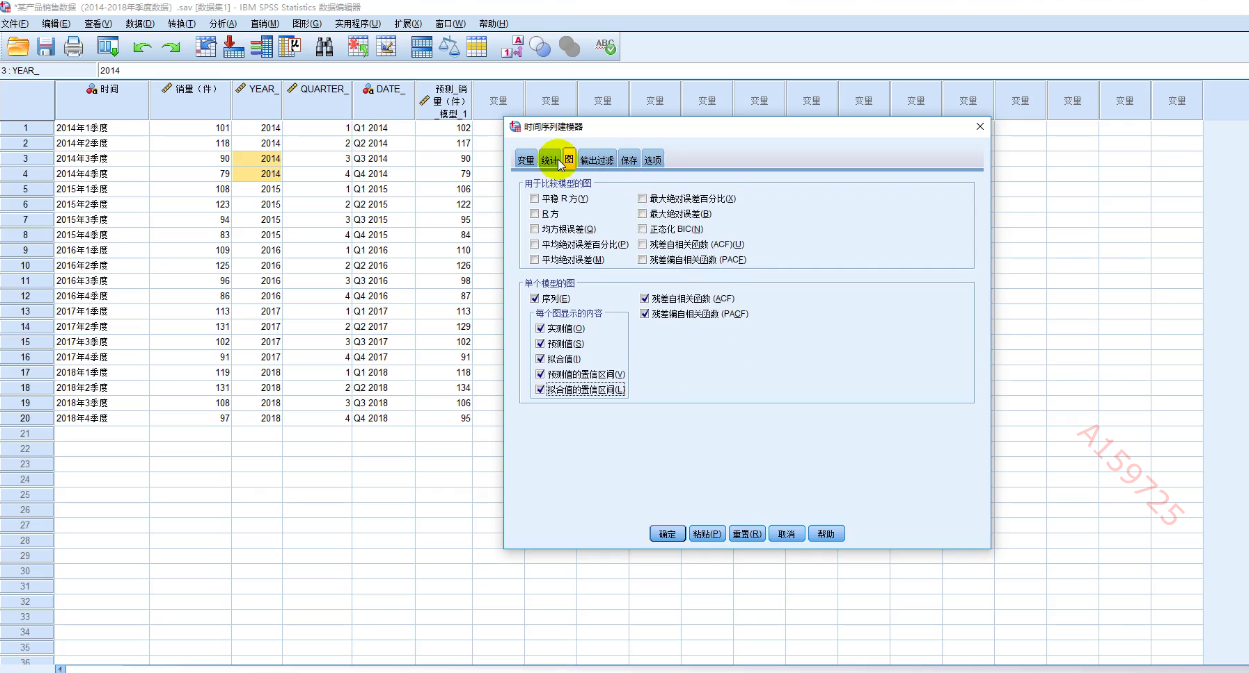 *某产品销售数据（2014-2018年季度数据）.sav [数据集1] - IBM SPSS Statistics 数据编辑器
文件(F) 编辑(E) 查看(V) 数据(D) 转换(T) 分析(A) 直销(M) 图形(G) 实用程序(U) 扩展(X) 窗口(W) 帮助(H)
3 : YEAR_ 2014
时间 销量（件） YEAR_ QUARTER_ DATE_ 预测_销量（件）_模型_1 变量 变量 变量 变量 变量 变量 变量 变量 变量 变量 变量 变量 变量 变量
1 2014年1季度 101 2014 1 Q1 2014 102
2 2014年2季度 118 2014 2 Q2 2014 117
3 2014年3季度 90 2014 3 Q3 2014 90
4 2014年4季度 79 2014 4 Q4 2014 79
5 2015年1季度 108 2015 1 Q1 2015 106
6 2015年2季度 123 2015 2 Q2 2015 122
7 2015年3季度 94 2015 3 Q3 2015 95
8 2015年4季度 83 2015 4 Q4 2015 84
9 2016年1季度 109 2016 1 Q1 2016 110
10 2016年2季度 125 2016 2 Q2 2016 126
11 2016年3季度 96 2016 3 Q3 2016 98
12 2016年4季度 86 2016 4 Q4 2016 87
13 2017年1季度 113 2017 1 Q1 2017 113
14 2017年2季度 131 2017 2 Q2 2017 129
15 2017年3季度 102 2017 3 Q3 2017 102
16 2017年4季度 91 2017 4 Q4 2017 91
17 2018年1季度 119 2018 1 Q1 2018 118
18 2018年2季度 131 2018 2 Q2 2018 134
19 2018年3季度 108 2018 3 Q3 2018 106
20 2018年4季度 97 2018 4 Q4 2018 95
21
22
23
24
25
26
27
28
29
30
31
32
33
34
35
36
时间序列建模器
变量 统计 图 输出过滤 保存 选项
用于比较模型的图
平稳 R 方(Y) 最大绝对误差百分比(X)
R 方 最大绝对误差(B)
均方根误差(Q) 正态化 BIC(N)
平均绝对误差百分比(P) 残差自相关函数 (ACF)(U)
平均绝对误差(M) 残差偏自相关函数 (PACF)
单个模型的图
序列(E) 残差自相关函数 (ACF)
每个图显示的内容 残差偏自相关函数 (PACF)
实测值(O)
预测值(S)
拟合值(I)
预测值的置信区间(V)
拟合值的置信区间(L)
确定 粘贴(P) 重置(R) 取消 帮助
A159725